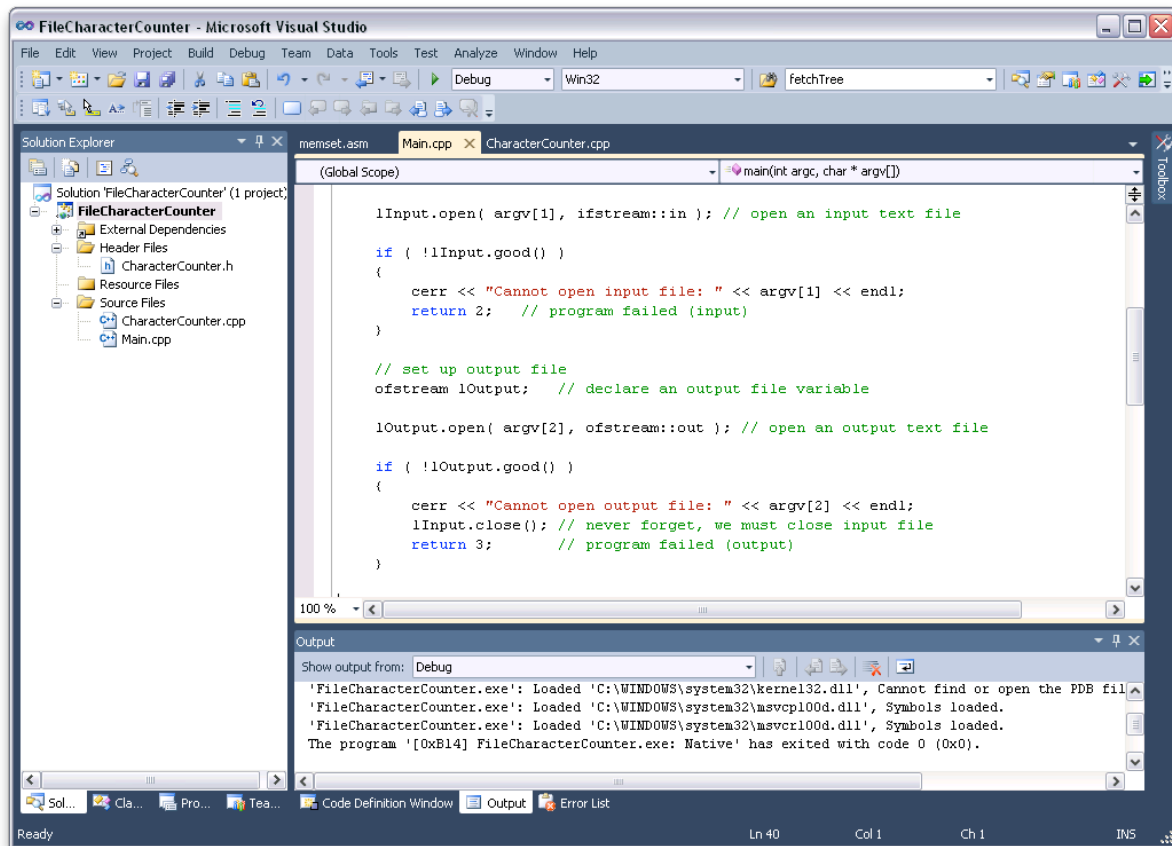 FileCharacterCounter - Microsoft Visual Studio
File Edit View Project Build Debug Team Data Tools Test Analyze Window Help
Debug Win32 fetchTree
Solution Explorer
memset.asm Main.cpp CharacterCounter.cpp
(Global Scope) main(int argc, char * argv[])
Toolbox
Solution 'FileCharacterCounter' (1 project)
FileCharacterCounter
External Dependencies
Header Files
CharacterCounter.h
Resource Files
Source Files
CharacterCounter.cpp
Main.cpp
lInput.open( argv[1], ifstream::in ); // open an input text file
if ( !lInput.good() )
{
cerr << "Cannot open input file: " << argv[1] << endl;
return 2;   // program failed (input)
}
// set up output file
ofstream lOutput;   // declare an output file variable
lOutput.open( argv[2], ofstream::out ); // open an output text file
if ( !lOutput.good() )
{
cerr << "Cannot open output file: " << argv[2] << endl;
lInput.close(); // never forget, we must close input file
return 3;       // program failed (output)
}
100 %
Output
Show output from: Debug
'FileCharacterCounter.exe': Loaded 'C:\WINDOWS\system32\kernel32.dll', Cannot find or open the PDB fil
'FileCharacterCounter.exe': Loaded 'C:\WINDOWS\system32\msvcp100d.dll', Symbols loaded.
'FileCharacterCounter.exe': Loaded 'C:\WINDOWS\system32\msvcr100d.dll', Symbols loaded.
The program '[0xB14] FileCharacterCounter.exe: Native' has exited with code 0 (0x0).
Sol... Cla... Pro... Tea... Code Definition Window Output Error List
Ready Ln 40 Col 1 Ch 1 INS